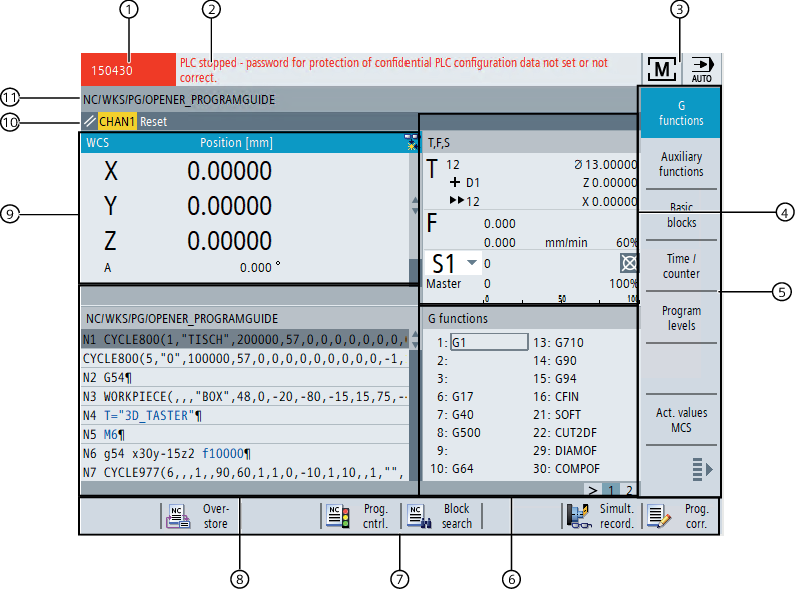 1
2
3
150430
PLC stopped - password for protection of confidential PLC configuration data not set or not
correct.
M
AUTO
11
NC/WKS/PG/OPENER_PROGRAMGUIDE
10
CHAN1 Reset
G
functions
WCS
Position [mm]
X 0.00000
Y 0.00000
Z 0.00000
A 0.000 °
9
T,F,S
T 12 Ø 13.00000
+ D1 Z 0.00000
12 X 0.00000
F 0.000
0.000 mm/min 60%
S1 0
Master 0 100%
0 50 100
Auxiliary
functions
Basic
blocks
4
Time /
counter
5
Program
levels
Act. values
MCS
NC/WKS/PG/OPENER_PROGRAMGUIDE
N1 CYCLE800(1,"TISCH",200000,57,0,0,0,0,0,0,0,
CYCLE800(5,"0",100000,57,0,0,0,0,0,0,0,0,0,-1,
N2 G54¶
N3 WORKPIECE(,,,"BOX",48,0,-20,-80,-15,15,75,-
N4 T="3D_TASTER"¶
N5 M6¶
N6 g54 x30y-15z2 f10000¶
N7 CYCLE977(6,,,1,,90,60,1,1,0,-10,1,10,,1,"",
G functions
1: G1 13: G710
2: 14: G90
3: 15: G94
6: G17 16: CFIN
7: G40 21: SOFT
8: G500 22: CUT2DF
9: 29: DIAMOF
10: G64 30: COMPOF
> 1 2
NC
Over-
store
NC
Prog.
cntrl.
NC
Block
search
Simult.
record.
Prog.
corr.
8
7
6